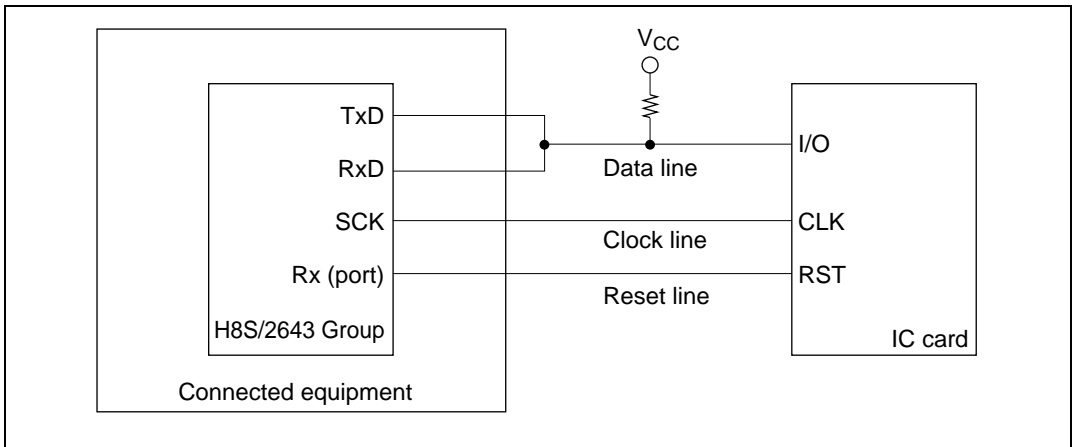 VCC
TxD
I/O
RxD
Data line
SCK
CLK
Clock line
Rx (port)
RST
Reset line
H8S/2643 Group
IC card
Connected equipment